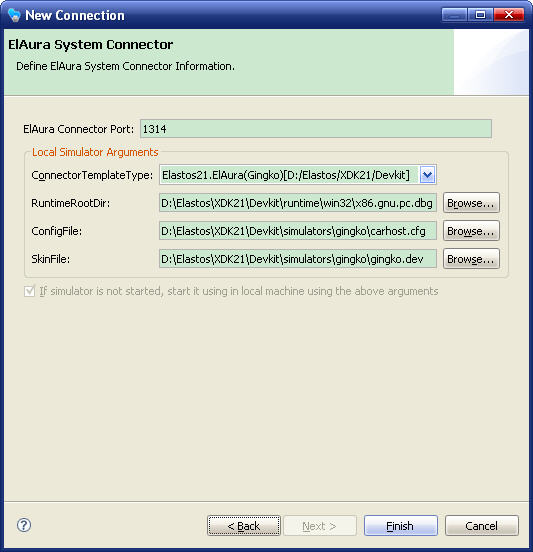 New Connection
ElAura System Connector
Define ElAura System Connector Information.
ElAura Connector Port: 1314
Local Simulator Arguments
ConnectorTemplateType: Elastos21.ElAura(Gingko)[D:/Elastos/XDK21/Devkit]
RuntimeRootDir: D:\Elastos\XDK21\Devkit\runtime\win32\x86.gnu.pc.dbg Browse...
ConfigFile: D:\Elastos\XDK21\Devkit\simulators\gingko\carhost.cfg Browse...
SkinFile: D:\Elastos\XDK21\Devkit\simulators\gingko\gingko.dev Browse...
If simulator is not started, start it using in local machine using the above arguments
? < Back Next > Finish Cancel